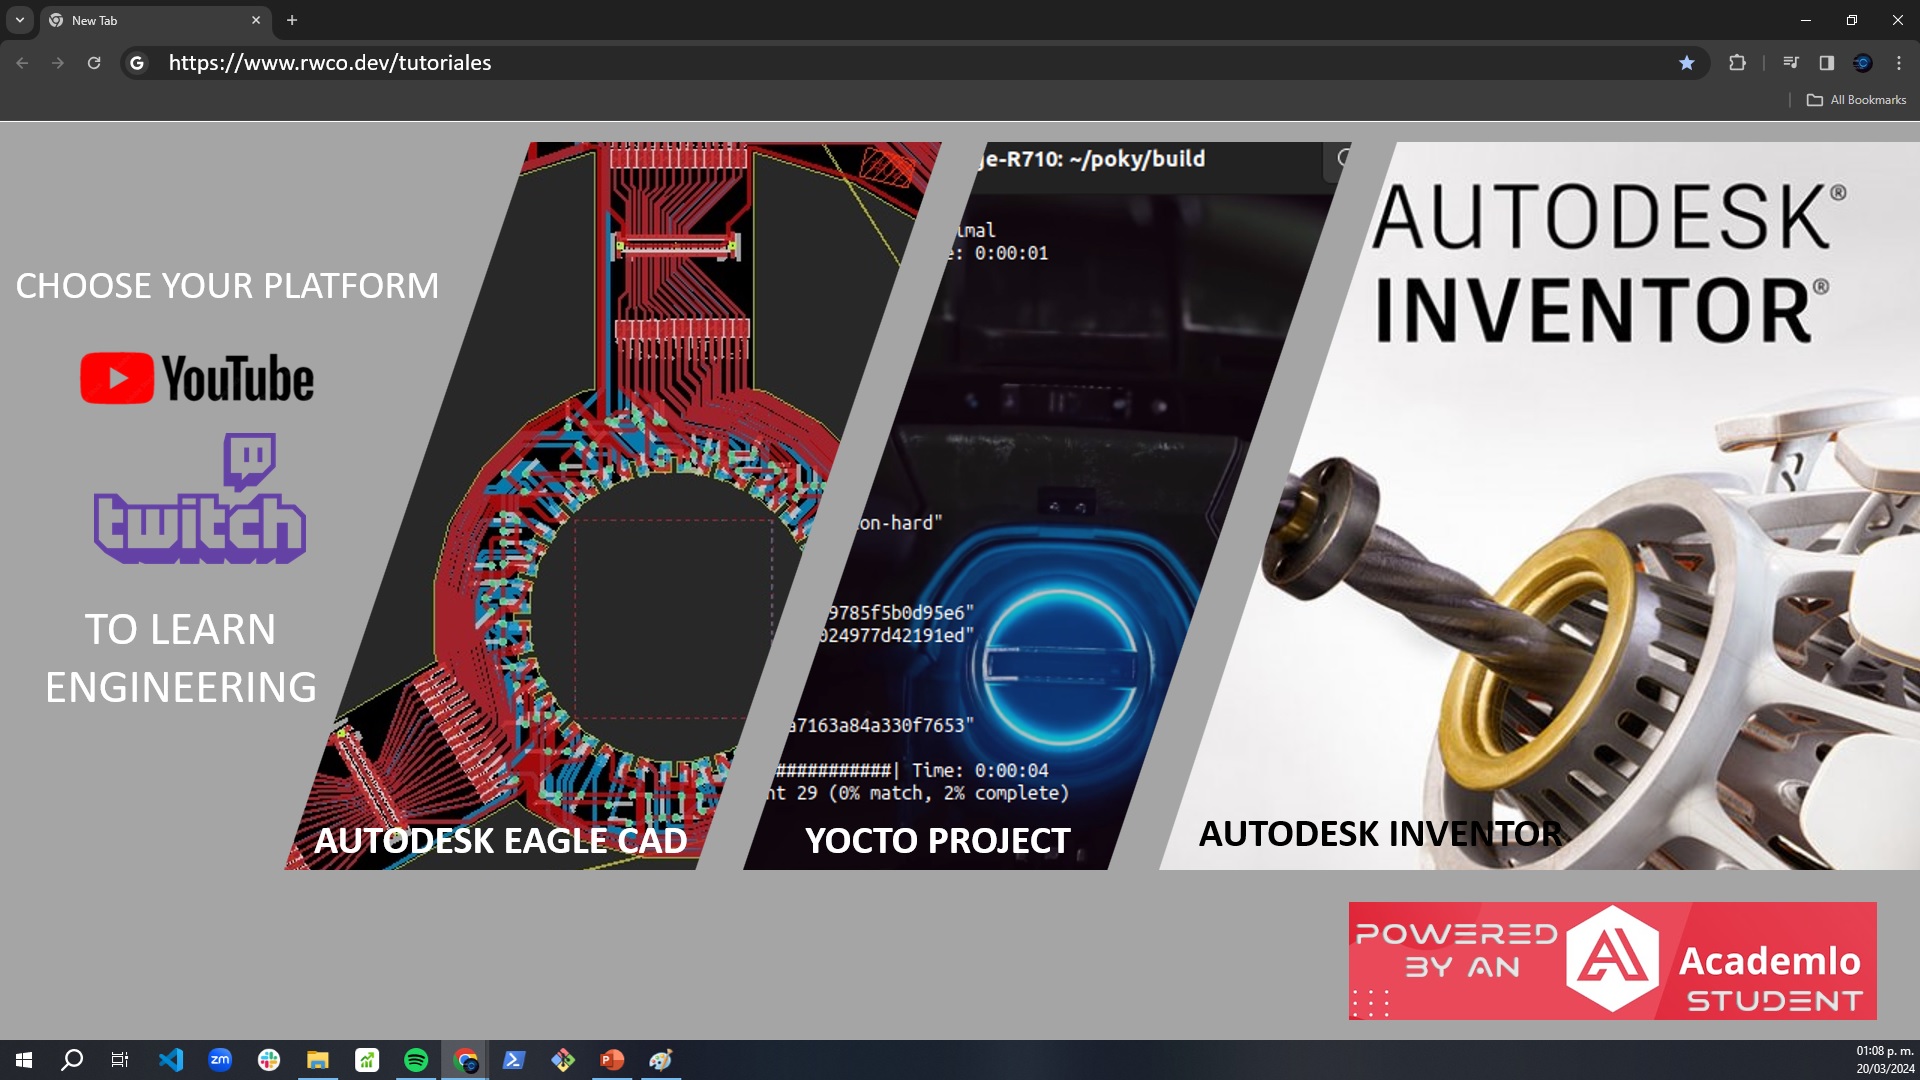 New Tab
https://www.rwco.dev/tutoriales
All Bookmarks
CHOOSE YOUR PLATFORM
YouTube
twitch
TO LEARN
ENGINEERING
AUTODESK EAGLE CAD
ge-R710: ~/poky/build
imal
e: 0:00:01
on-hard"
9785f5b0d95e6"
024977d42191ed"
a7163a84a330f7653"
###########| Time: 0:00:04
nt 29 (0% match, 2% complete)
YOCTO PROJECT
AUTODESK®
INVENTOR®
AUTODESK INVENTOR
POWERED
BY AN
Academlo
STUDENT
zm
P
01:08 p. m.
20/03/2024